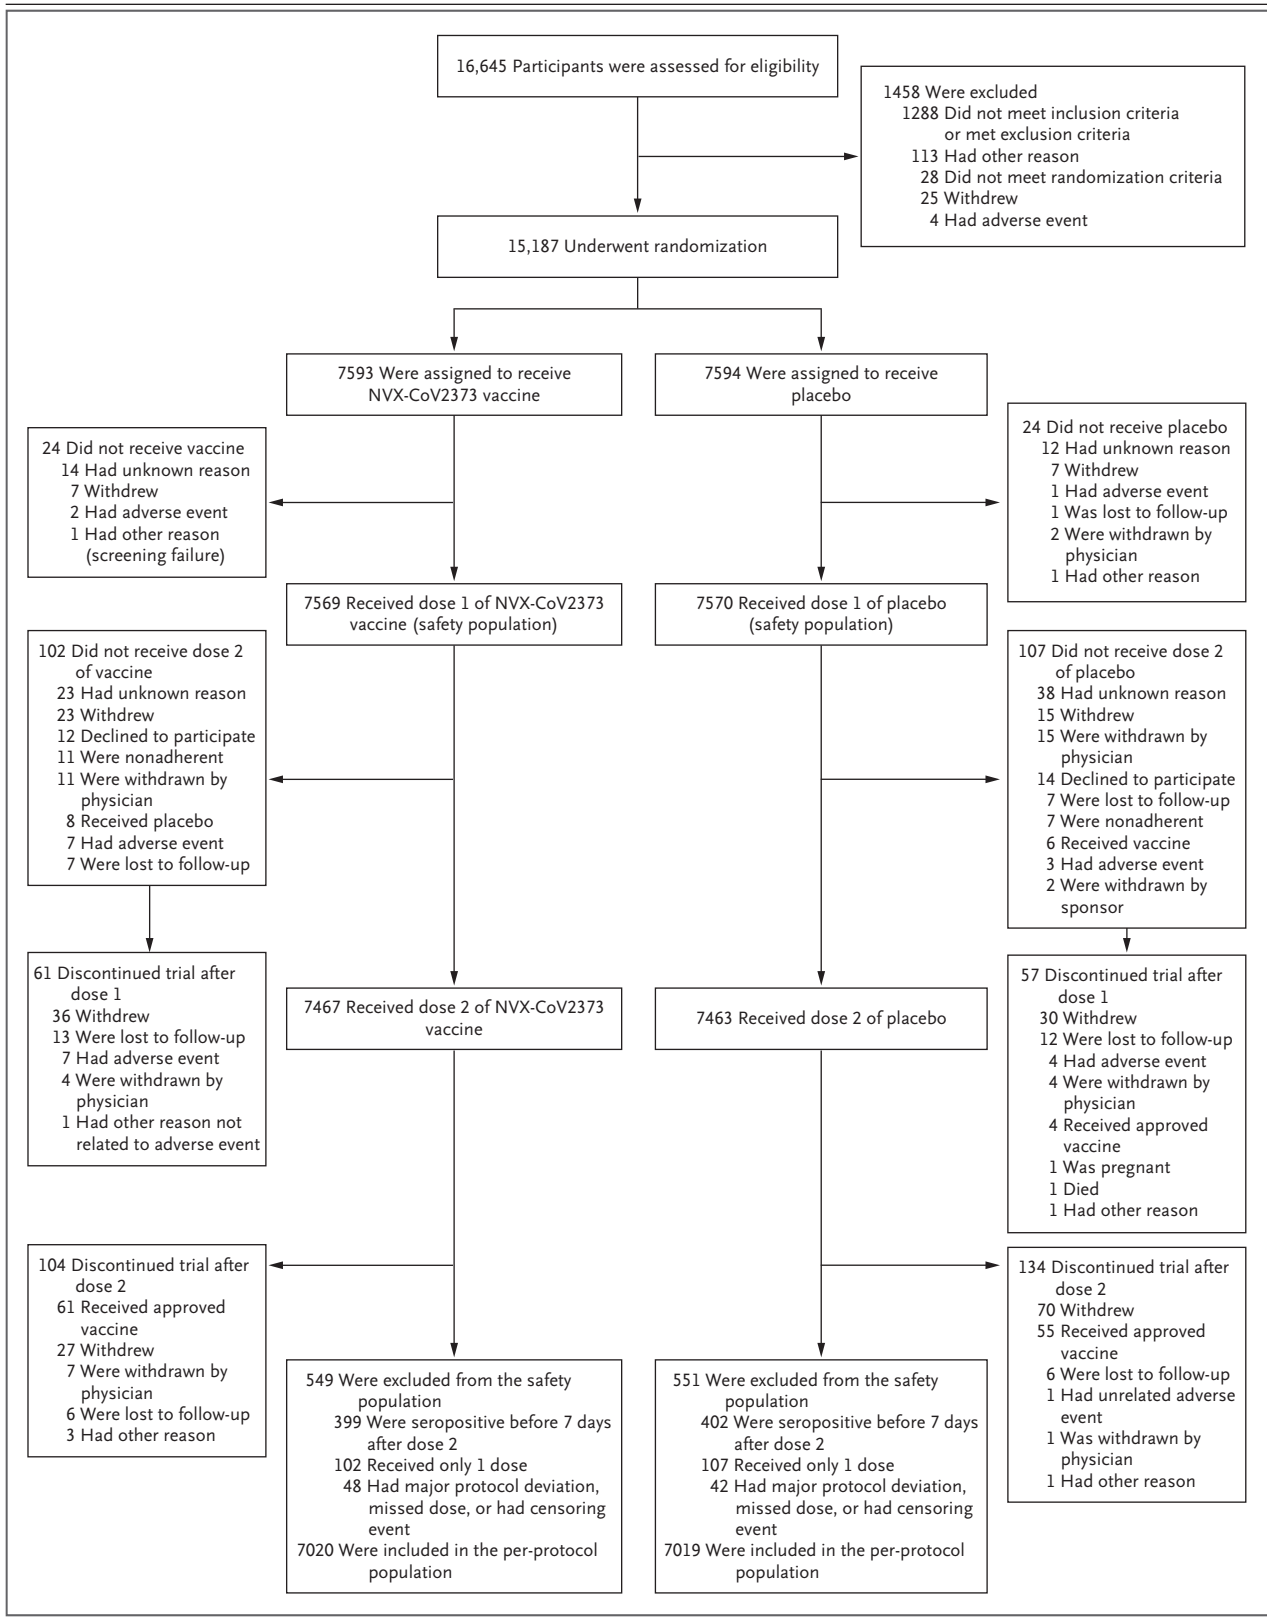 16,645 Participants were assessed for eligibility
1458 Were excluded
1288 Did not meet inclusion criteria
or met exclusion criteria
113 Had other reason
28 Did not meet randomization criteria
25 Withdrew
4 Had adverse event
15,187 Underwent randomization
7593 Were assigned to receive
NVX-CoV2373 vaccine
7594 Were assigned to receive
placebo
24 Did not receive vaccine
14 Had unknown reason
7 Withdrew
2 Had adverse event
1 Had other reason
(screening failure)
24 Did not receive placebo
12 Had unknown reason
7 Withdrew
1 Had adverse event
1 Was lost to follow-up
2 Were withdrawn by
physician
1 Had other reason
7569 Received dose 1 of NVX-CoV2373
vaccine (safety population)
7570 Received dose 1 of placebo
(safety population)
102 Did not receive dose 2
of vaccine
23 Had unknown reason
23 Withdrew
12 Declined to participate
11 Were nonadherent
11 Were withdrawn by
physician
8 Received placebo
7 Had adverse event
7 Were lost to follow-up
107 Did not receive dose 2
of placebo
38 Had unknown reason
15 Withdrew
15 Were withdrawn by
physician
14 Declined to participate
7 Were lost to follow-up
7 Were nonadherent
6 Received vaccine
3 Had adverse event
2 Were withdrawn by
sponsor
61 Discontinued trial after
dose 1
36 Withdrew
13 Were lost to follow-up
7 Had adverse event
4 Were withdrawn by
physician
1 Had other reason not
related to adverse event
7467 Received dose 2 of NVX-CoV2373
vaccine
7463 Received dose 2 of placebo
57 Discontinued trial after
dose 1
30 Withdrew
12 Were lost to follow-up
4 Had adverse event
4 Were withdrawn by
physician
4 Received approved
vaccine
1 Was pregnant
1 Died
1 Had other reason
104 Discontinued trial after
dose 2
61 Received approved
vaccine
27 Withdrew
7 Were withdrawn by
physician
6 Were lost to follow-up
3 Had other reason
134 Discontinued trial after
dose 2
70 Withdrew
55 Received approved
vaccine
6 Were lost to follow-up
1 Had unrelated adverse
event
1 Was withdrawn by
physician
1 Had other reason
549 Were excluded from the safety
population
399 Were seropositive before 7 days
after dose 2
102 Received only 1 dose
48 Had major protocol deviation,
missed dose, or had censoring
event
7020 Were included in the per-protocol
population
551 Were excluded from the safety
population
402 Were seropositive before 7 days
after dose 2
107 Received only 1 dose
42 Had major protocol deviation,
missed dose, or had censoring
event
7019 Were included in the per-protocol
population